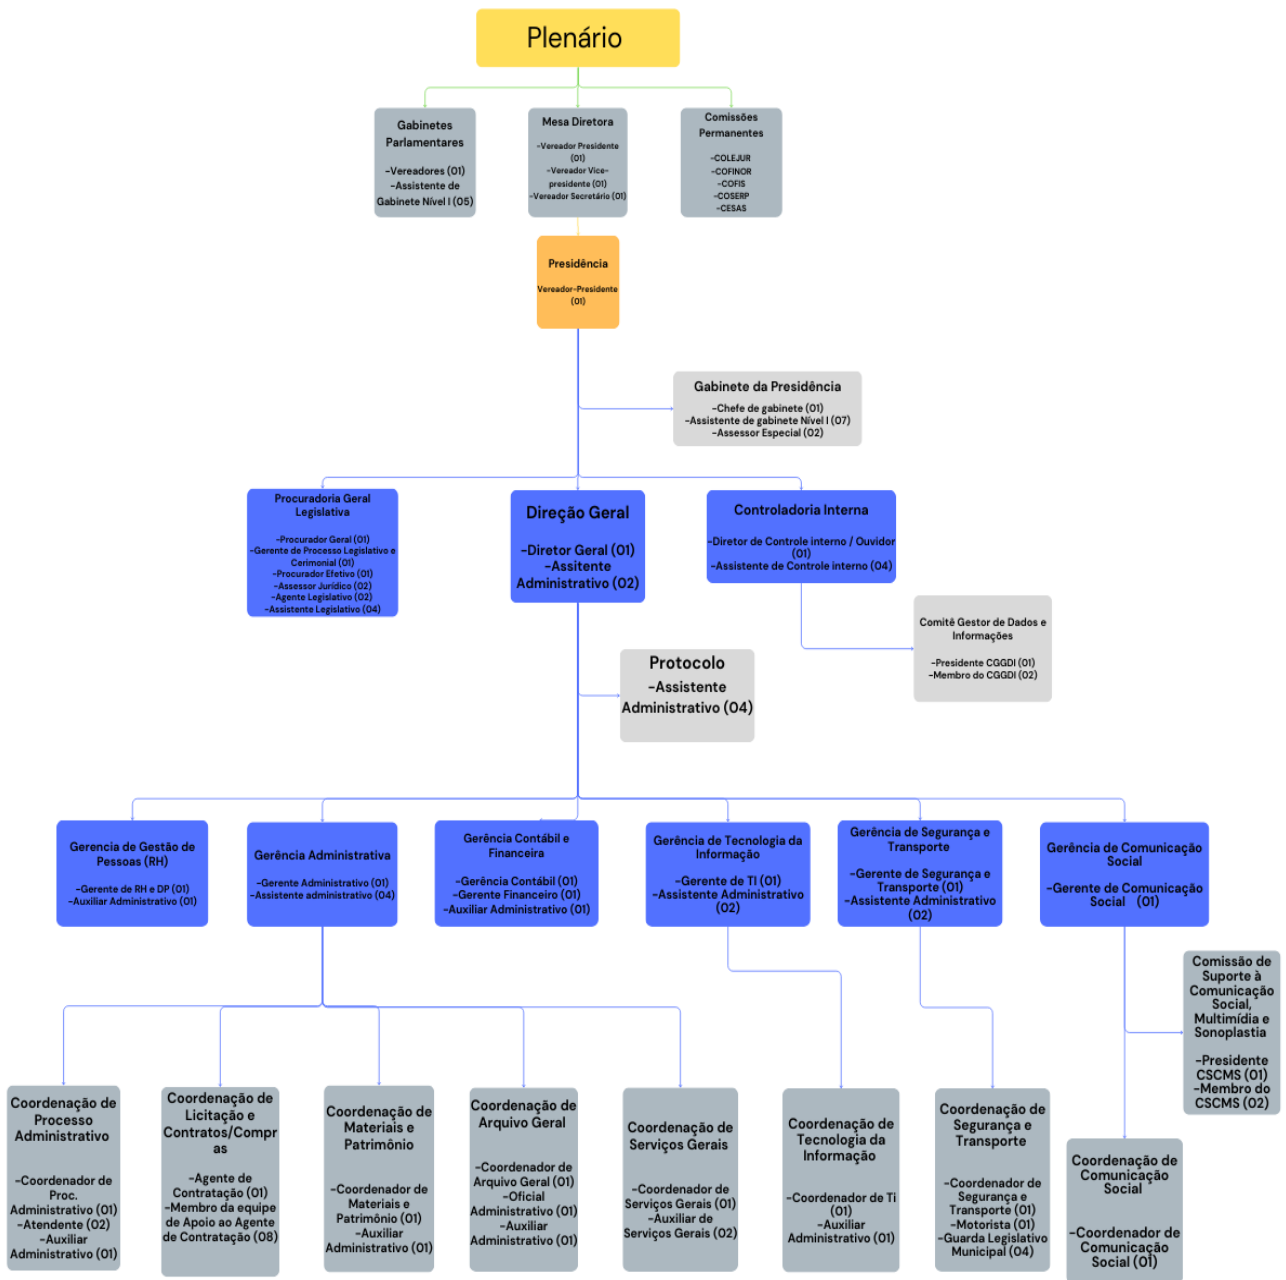 Plenário
Gabinetes
Parlamentares
-Vereadores (01)
-Assistente de
Gabinete Nível I (05)
Mesa Diretora
-Vereador Presidente
(01)
-Vereador Vice-
presidente (01)
-Vereador Secretário (01)
Comissões
Permanentes
-COLEJUR
-COFINOR
-COFIS
-COSERP
-CESAS
Presidência
Vereador-Presidente
(01)
Gabinete da Presidência
-Chefe de gabinete (01)
-Assistente de gabinete Nível I (07)
-Assessor Especial (02)
Procuradoria Geral
Legislativa
-Procurador Geral (01)
-Gerente de Processo Legislativo e
Cerimonial (01)
-Procurador Efetivo (01)
-Assessor Jurídico (02)
-Agente Legislativo (02)
-Assistente Legislativo (04)
Direção Geral
-Diretor Geral (01)
-Assitente
Administrativo (02)
Controladoria Interna
-Diretor de Controle interno / Ouvidor
(01)
-Assistente de Controle interno (04)
Comitê Gestor de Dados e
Informações
-Presidente CGGDI (01)
-Membro do CGGDI (02)
Protocolo
-Assistente
Administrativo (04)
Gerencia de Gestão de
Pessoas (RH)
-Gerente de RH e DP (01)
-Auxiliar Administrativo (01)
Gerência Administrativa
-Gerente Administrativo (01)
-Assistente administrativo (04)
Gerência Contábil e
Financeira
-Gerência Contábil (01)
-Gerente Financeiro (01)
-Auxiliar Administrativo (01)
Gerência de Tecnologia da
Informação
-Gerente de TI (01)
-Assistente Administrativo
(02)
Gerência de Segurança e
Transporte
-Gerente de Segurança e
Transporte (01)
-Assistente Administrativo
(02)
Gerência de Comunicação
Social
-Gerente de Comunicação
Social (01)
Comissão de
Suporte à
Comunicação
Social,
Multimídia e
Sonoplastia
-Presidente
CSCMS (01)
-Membro do
CSCMS (02)
Coordenação de
Processo
Administrativo
-Coordenador de
Proc.
Administrativo (01)
-Atendente (02)
-Auxiliar
Administrativo (01)
Coordenação de
Licitação e
Contratos/Compr
as
-Agente de
Contratação (01)
-Membro da equipe
de Apoio ao Agente
de Contratação (08)
Coordenação de
Materiais e
Patrimônio
-Coordenador de
Materiais e
Patrimônio (01)
-Auxiliar
Administrativo (01)
Coordenação de
Arquivo Geral
-Coordenador de
Arquivo Geral (01)
-Oficial
Administrativo (01)
-Auxiliar
Administrativo (01)
Coordenação de
Serviços Gerais
-Coordenador de
Serviços Gerais (01)
-Auxiliar de
Serviços Gerais (02)
Coordenação de
Tecnologia da
Informação
-Coordenador de Ti
(01)
-Auxiliar
Administrativo (01)
Coordenação de
Segurança e
Transporte
-Coordenador de
Segurança e
Transporte (01)
-Motorista (01)
-Guarda Legislativo
Municipal (04)
Coordenação de
Comunicação
Social
-Coordenador de
Comunicação
Social (01)